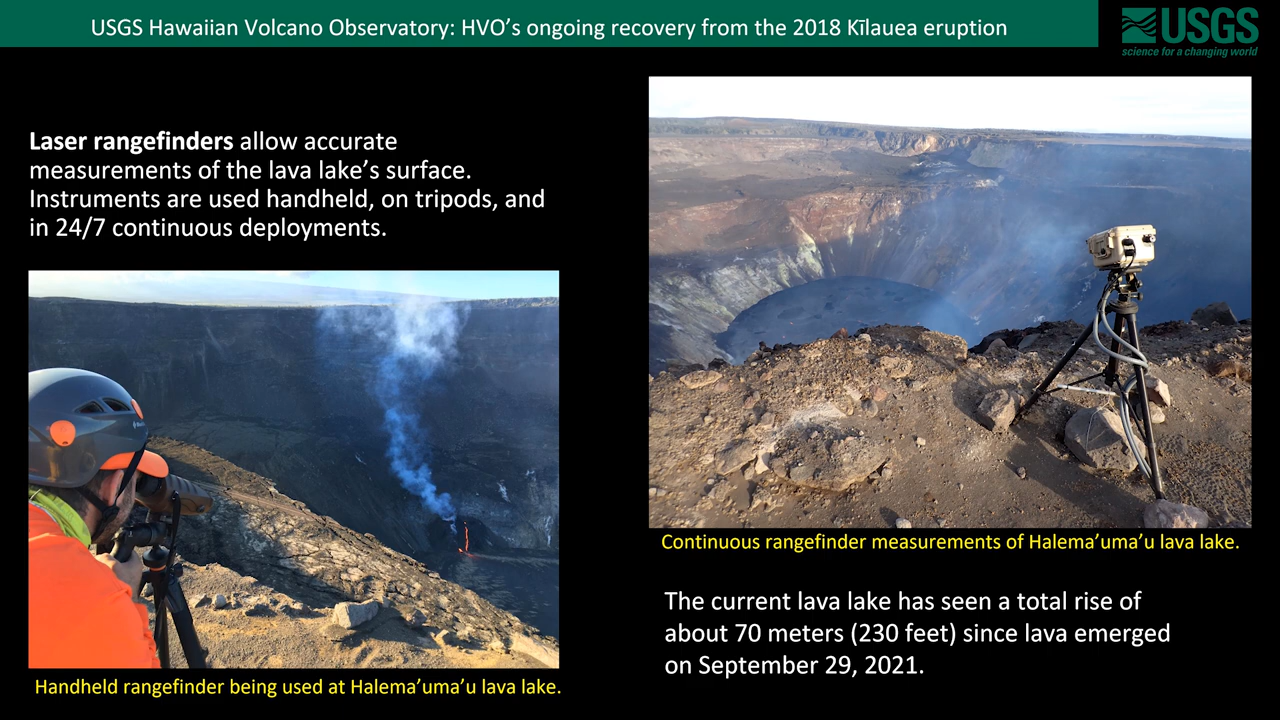 USGS Hawaiian Volcano Observatory: HVO’s ongoing recovery from the 2018 Kīlauea eruption
USGS
science for a changing world
Laser rangefinders allow accurate
measurements of the lava lake’s surface.
Instruments are used handheld, on tripods, and
in 24/7 continuous deployments.
Handheld rangefinder being used at Halema’uma’u lava lake.
Continuous rangefinder measurements of Halema’uma’u lava lake.
The current lava lake has seen a total rise of
about 70 meters (230 feet) since lava emerged
on September 29, 2021.